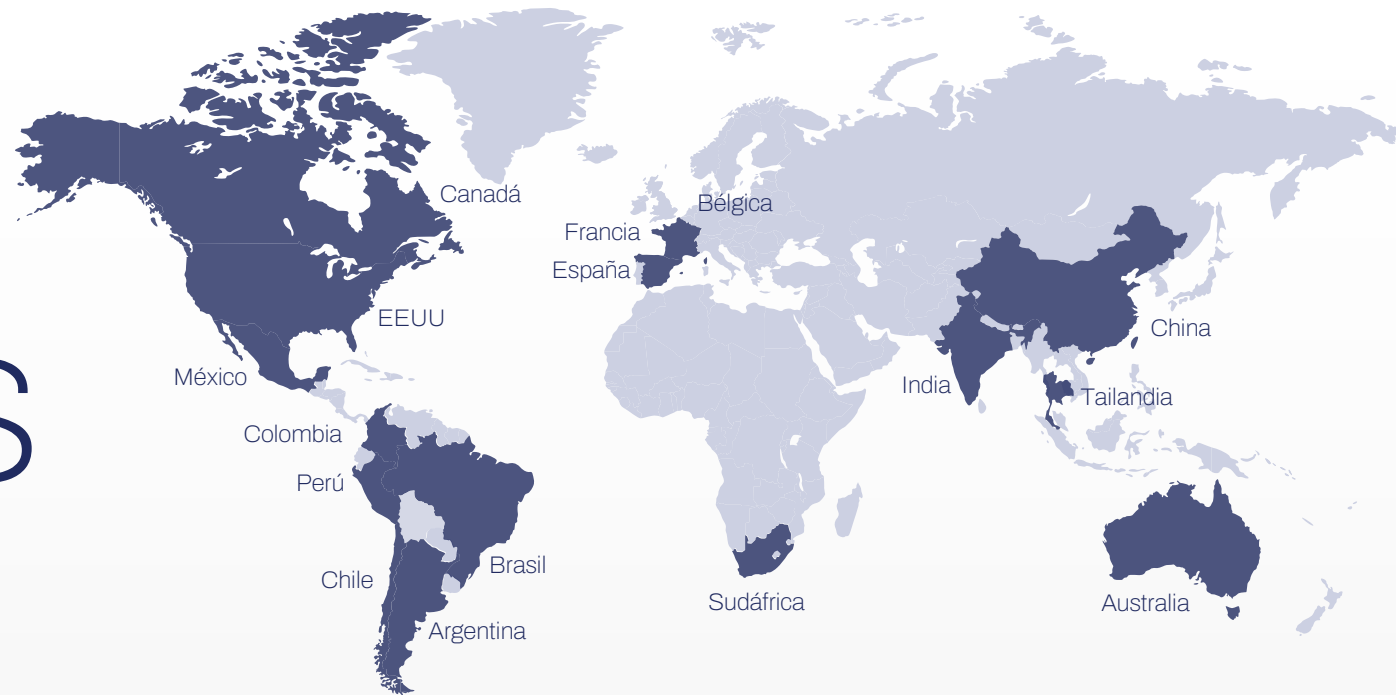 Canadá
Bélgica
Francia
España
EEUU
China
México
India
Tailandia
Colombia
Perú
Brasil
Chile
Sudáfrica
Australia
Argentina
S